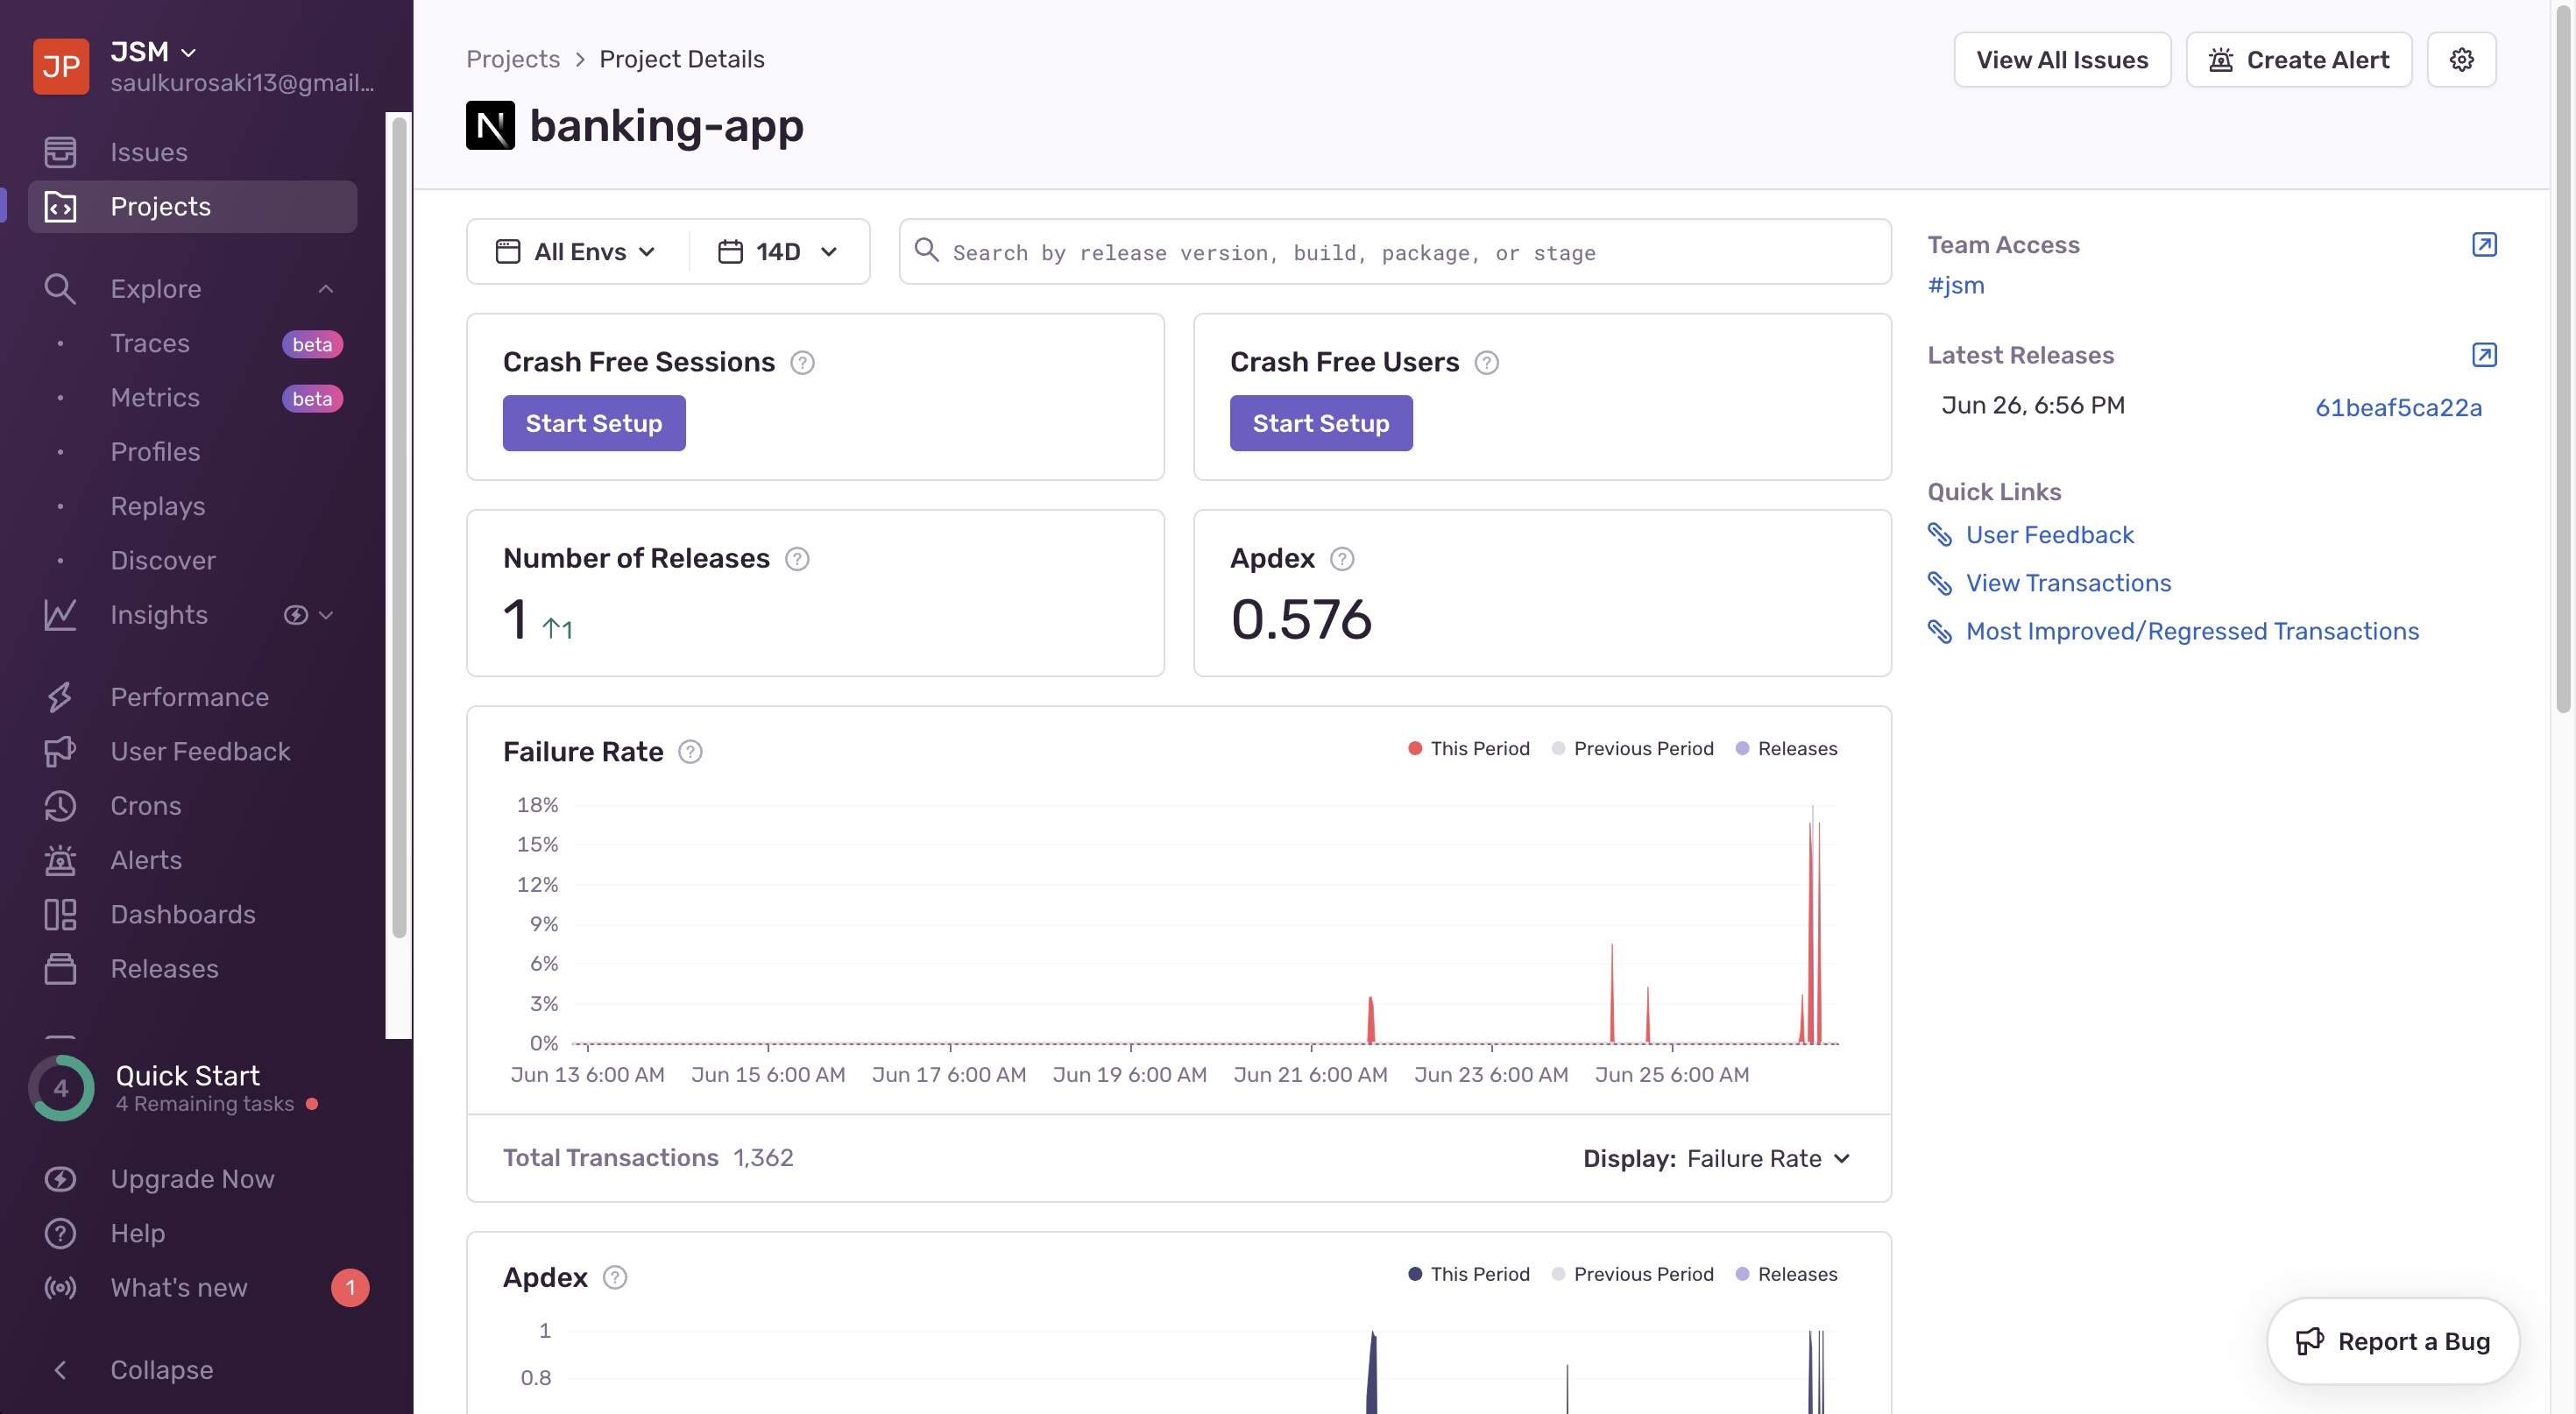 JP
JSM
saulkurosaki13@gmail...
Issues
Projects
Explore
Traces beta
Metrics beta
Profiles
Replays
Discover
Insights
Performance
User Feedback
Crons
Alerts
Dashboards
Releases
4
Quick Start
4 Remaining tasks
Upgrade Now
Help
What's new 1
Collapse
Projects > Project Details
View All Issues
Create Alert
N banking-app
All Envs
14D
Search by release version, build, package, or stage
Crash Free Sessions ?
Start Setup
Crash Free Users ?
Start Setup
Number of Releases ?
1 ↑1
Apdex ?
0.576
Failure Rate ?
This Period Previous Period Releases
18%
15%
12%
9%
6%
3%
0%
Jun 13 6:00 AM Jun 15 6:00 AM Jun 17 6:00 AM Jun 19 6:00 AM Jun 21 6:00 AM Jun 23 6:00 AM Jun 25 6:00 AM
Total Transactions 1,362
Display: Failure Rate
Apdex ?
This Period Previous Period Releases
1
0.8
Team Access
#jsm
Latest Releases
Jun 26, 6:56 PM 61beaf5ca22a
Quick Links
User Feedback
View Transactions
Most Improved/Regressed Transactions
Report a Bug